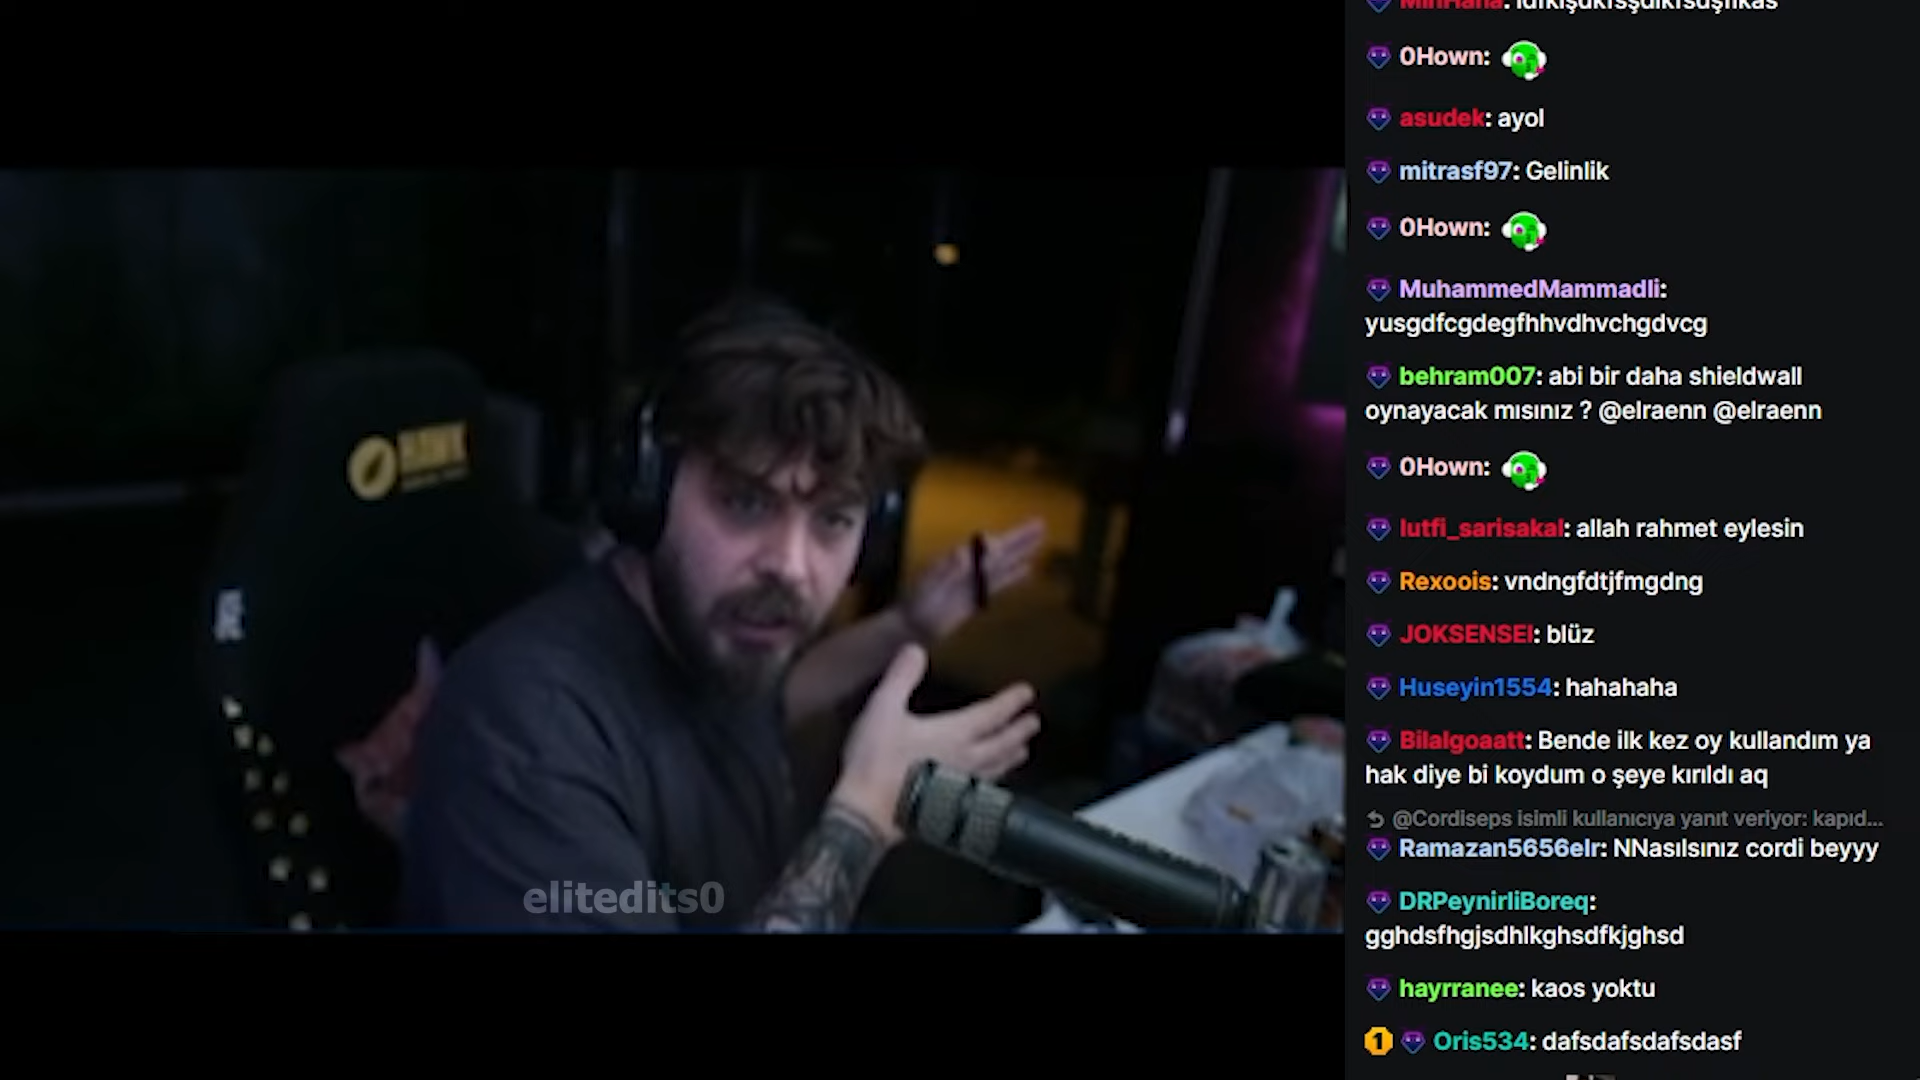 0Hown:
asudek: ayol
mitrasf97: Gelinlik
0Hown:
MuhammedMammadli:
yusgdfcgdegfhhvdhvchgdvcg
behram007: abi bir daha shieldwall
oynayacak mısınız ? @elraenn @elraenn
0Hown:
lutfi_sarisakal: allah rahmet eylesin
Rexoois: vndngfdtjfmgdng
JOKSENSEI: blüz
Huseyin1554: hahahaha
Bilalgoaatt: Bende ilk kez oy kullandım ya
hak diye bi koydum o şeye kırıldı aq
@Cordiseps isimli kullanıcıya yanıt veriyor: kapıd...
Ramazan5656elr: NNasılsınız cordi beyyy
DRPeynirliBoreq:
gghdsfhgjsdhlkghsdfkjghsd
hayrranee: kaos yoktu
1 Oris534: dafsdafsdafsdasf
HAWK
elitedits0